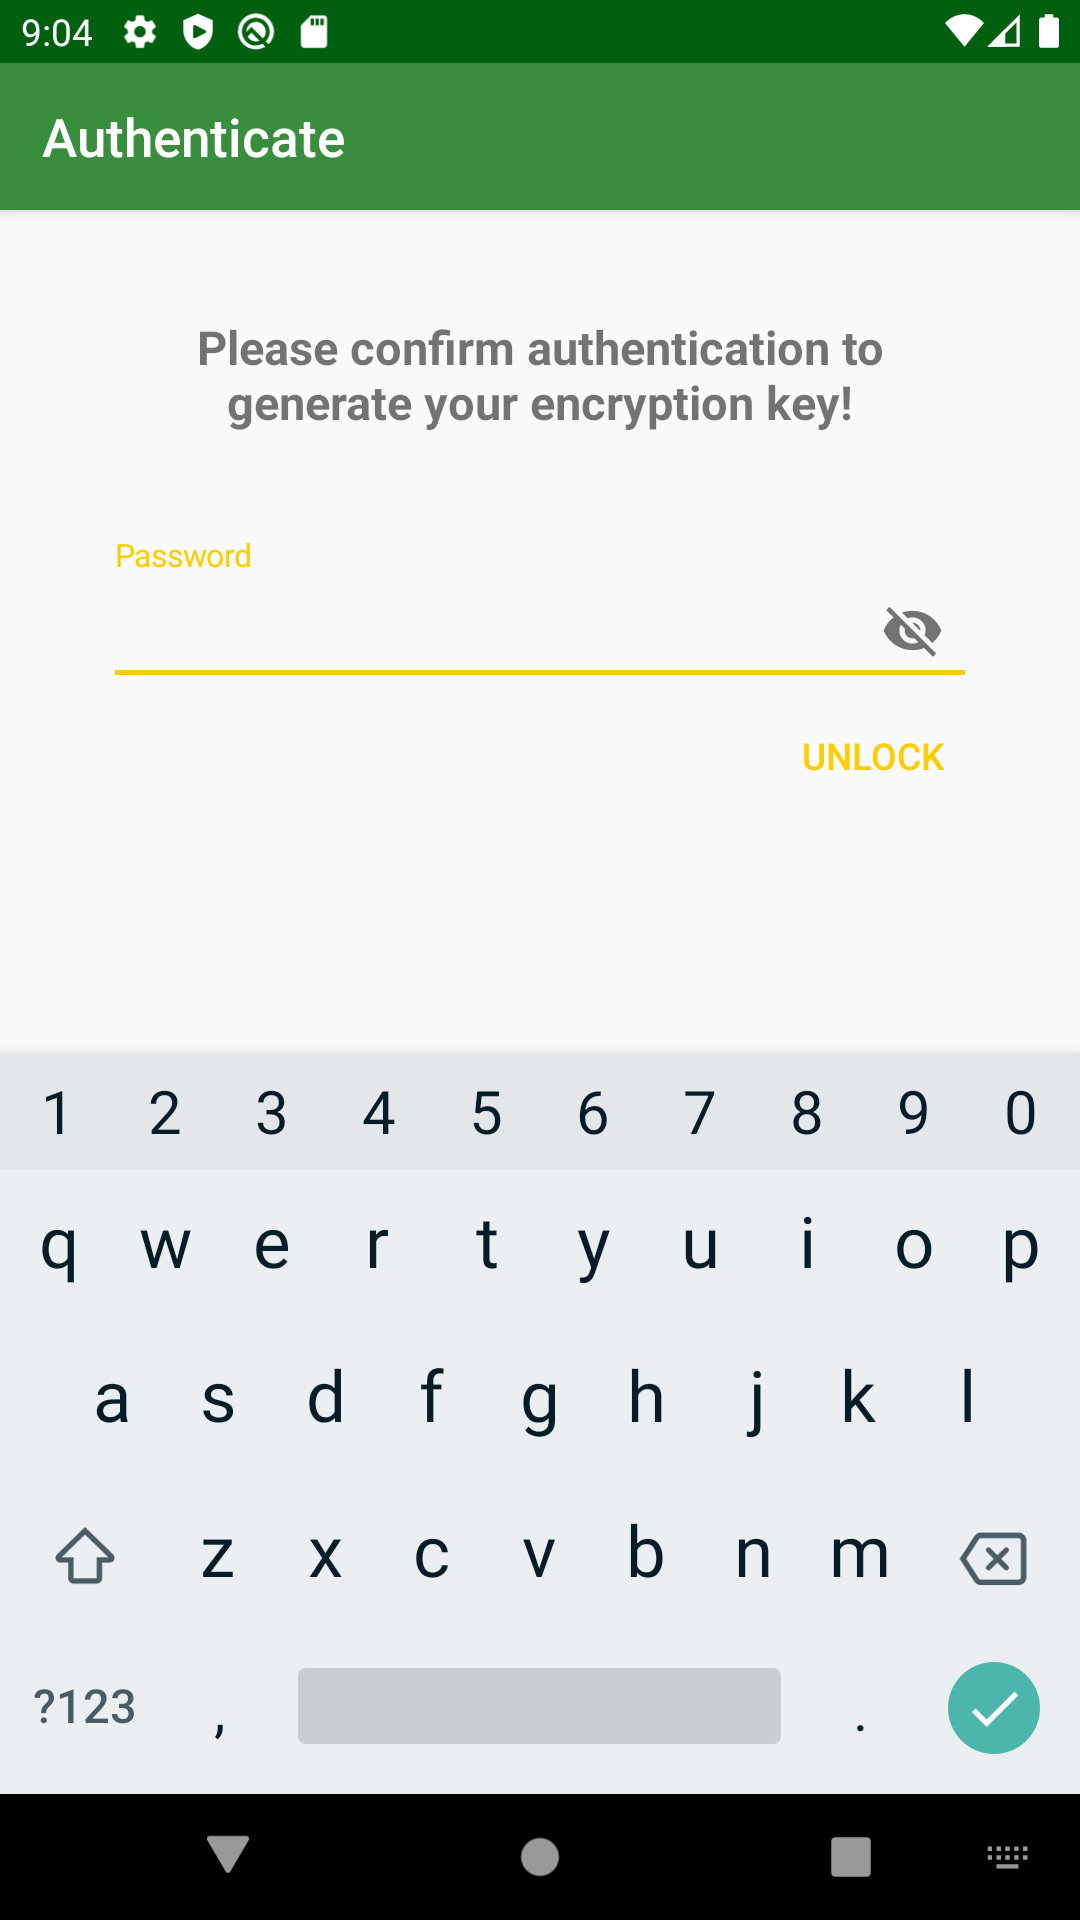 9:04
Authenticate
Please confirm authentication to
generate your encryption key!
Password
UNLOCK
1 2 3 4 5 6 7 8 9 0
q w e r t y u i o p
a s d f g h j k l
z x c v b n m
?123 , .